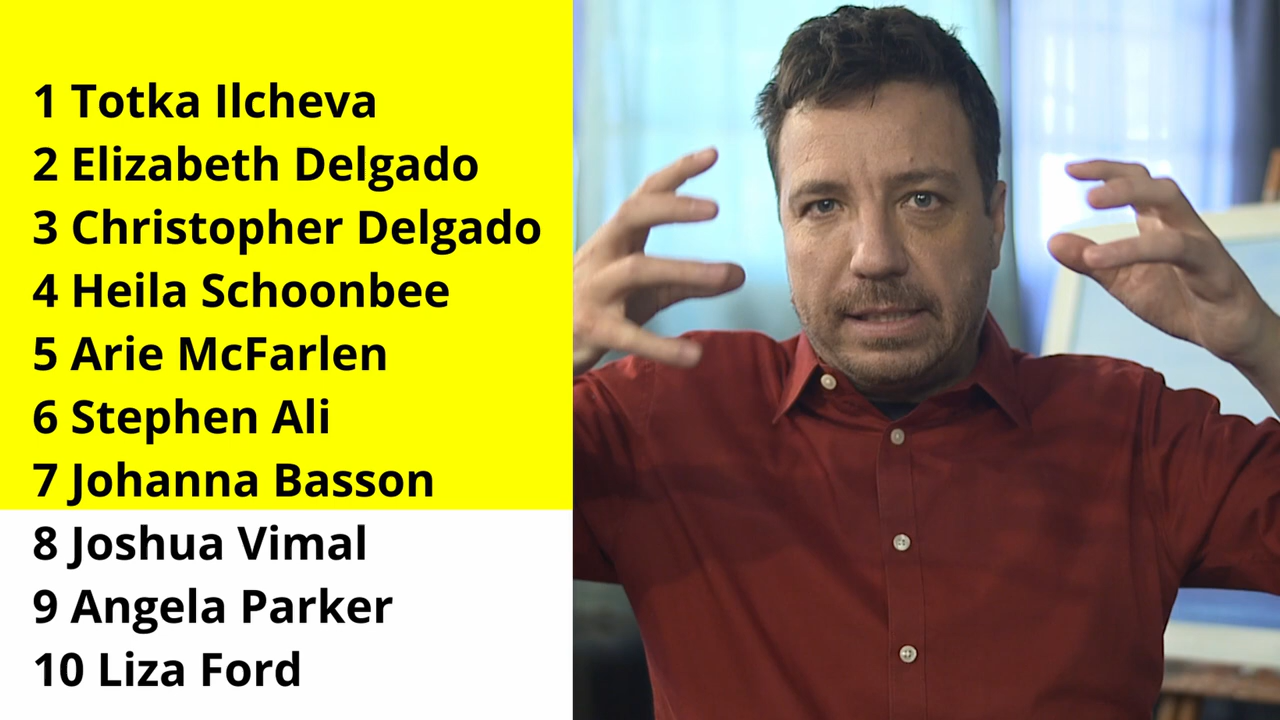 1 Totka Ilcheva
2 Elizabeth Delgado
3 Christopher Delgado
4 Heila Schoonbee
5 Arie McFarlen
6 Stephen Ali
7 Johanna Basson
8 Joshua Vimal
9 Angela Parker
10 Liza Ford